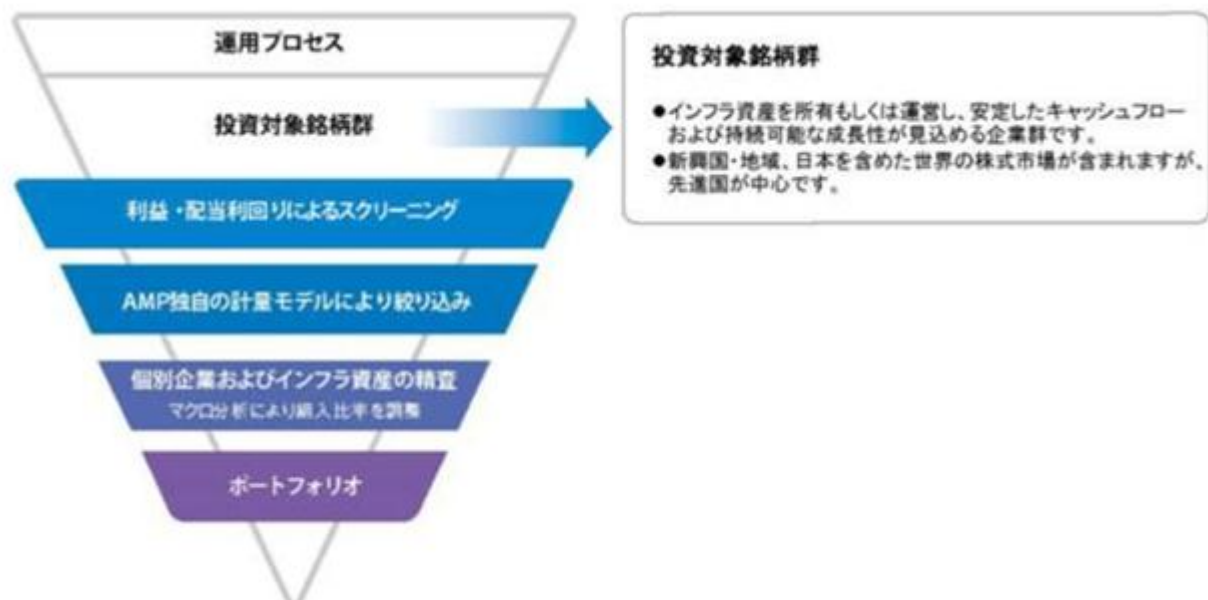 運用プロセス
投資対象銘柄群
利益・配当利回りによるスクリーニング
AMP独自の計量モデルにより絞り込み
個別企業およびインフラ資産の精査
マクロ分析により組入比率を調整
ポートフォリオ
投資対象銘柄群
●インフラ資産を所有もしくは運営し、安定したキャッシュフロー
および持続可能な成長性が見込める企業群です。
●新興国・地域、日本を含めた世界の株式市場が含まれますが、
先進国が中心です。